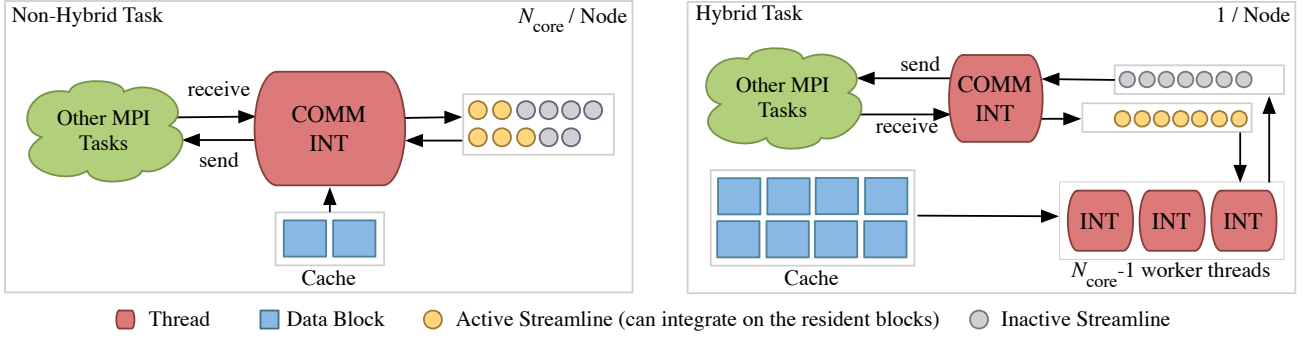 Non-Hybrid Task
N_core / Node
Other MPI
Tasks
receive
send
COMM
INT
Cache
Hybrid Task
1 / Node
Other MPI
Tasks
send
receive
COMM
INT
Cache
INT INT INT
N_core-1 worker threads
Thread Data Block Active Streamline (can integrate on the resident blocks) Inactive Streamline